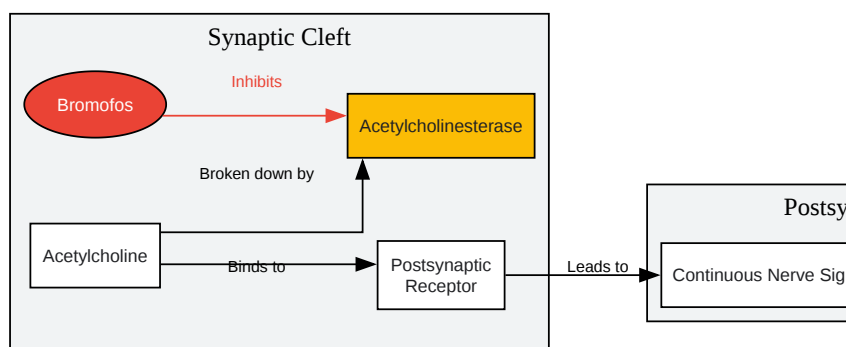 Synaptic Cleft
Inhibits
Bromofos
Acetylcholinesterase
Broken down by
Acetylcholine
Binds to
Postsynaptic
Receptor
Leads to
Postsy
Continuous Nerve Sig